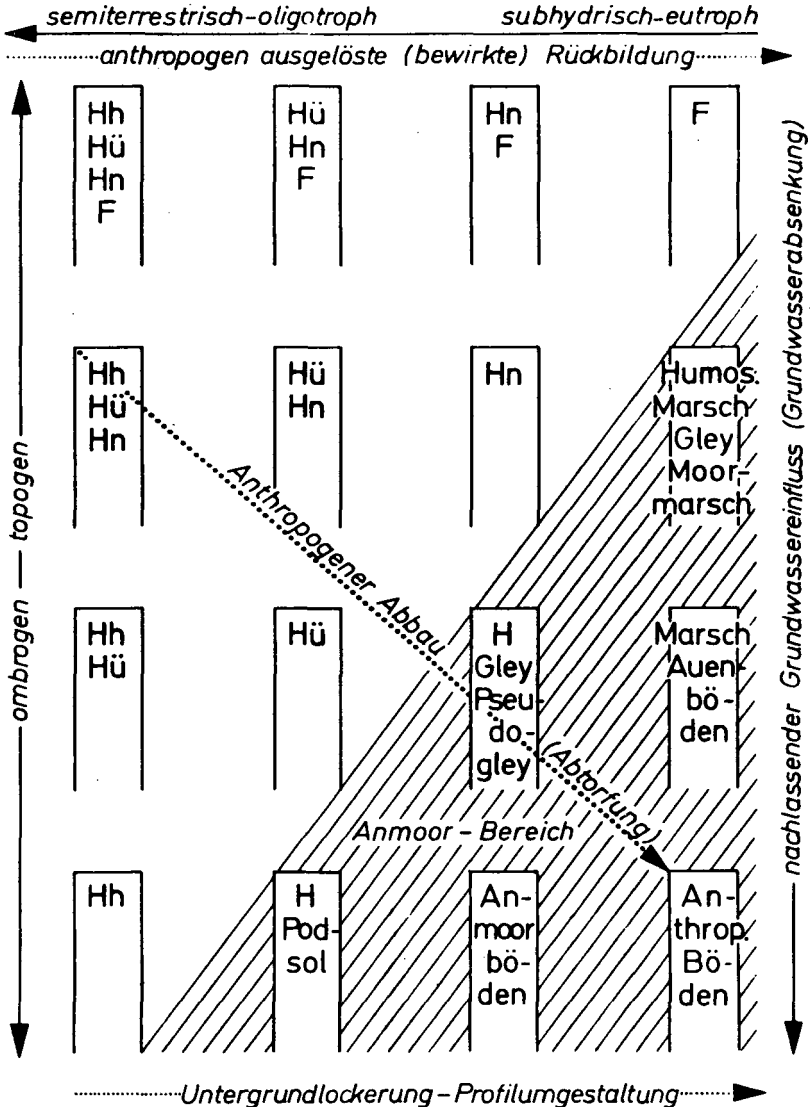 semiterrestrisch-oligotroph subhydrisch-eutroph
anthropogen ausgelöste (bewirkte) Rückbildung
Hh
Hü
Hn
F
Hü
Hn
F
Hn
F
F
Hh
Hü
Hn
Hü
Hn
Hn
Humos.
Marsch
Gley
Moor-
marsch
Hh
Hü
Hü
H
Gley
Pseu-
do-
gley
Marsch
Auen-
bö-
den
Hh
H
Pod-
sol
An-
moor
bö-
den
An-
throp.
Bö-
den
Anthropogener Abbau
(Abtorfung)
Anmoor-Bereich
ombrogen — topogen
nachlassender Grundwassereinfluss (Grundwasserabsenkung)
Untergrundlockerung-Profilumgestaltung